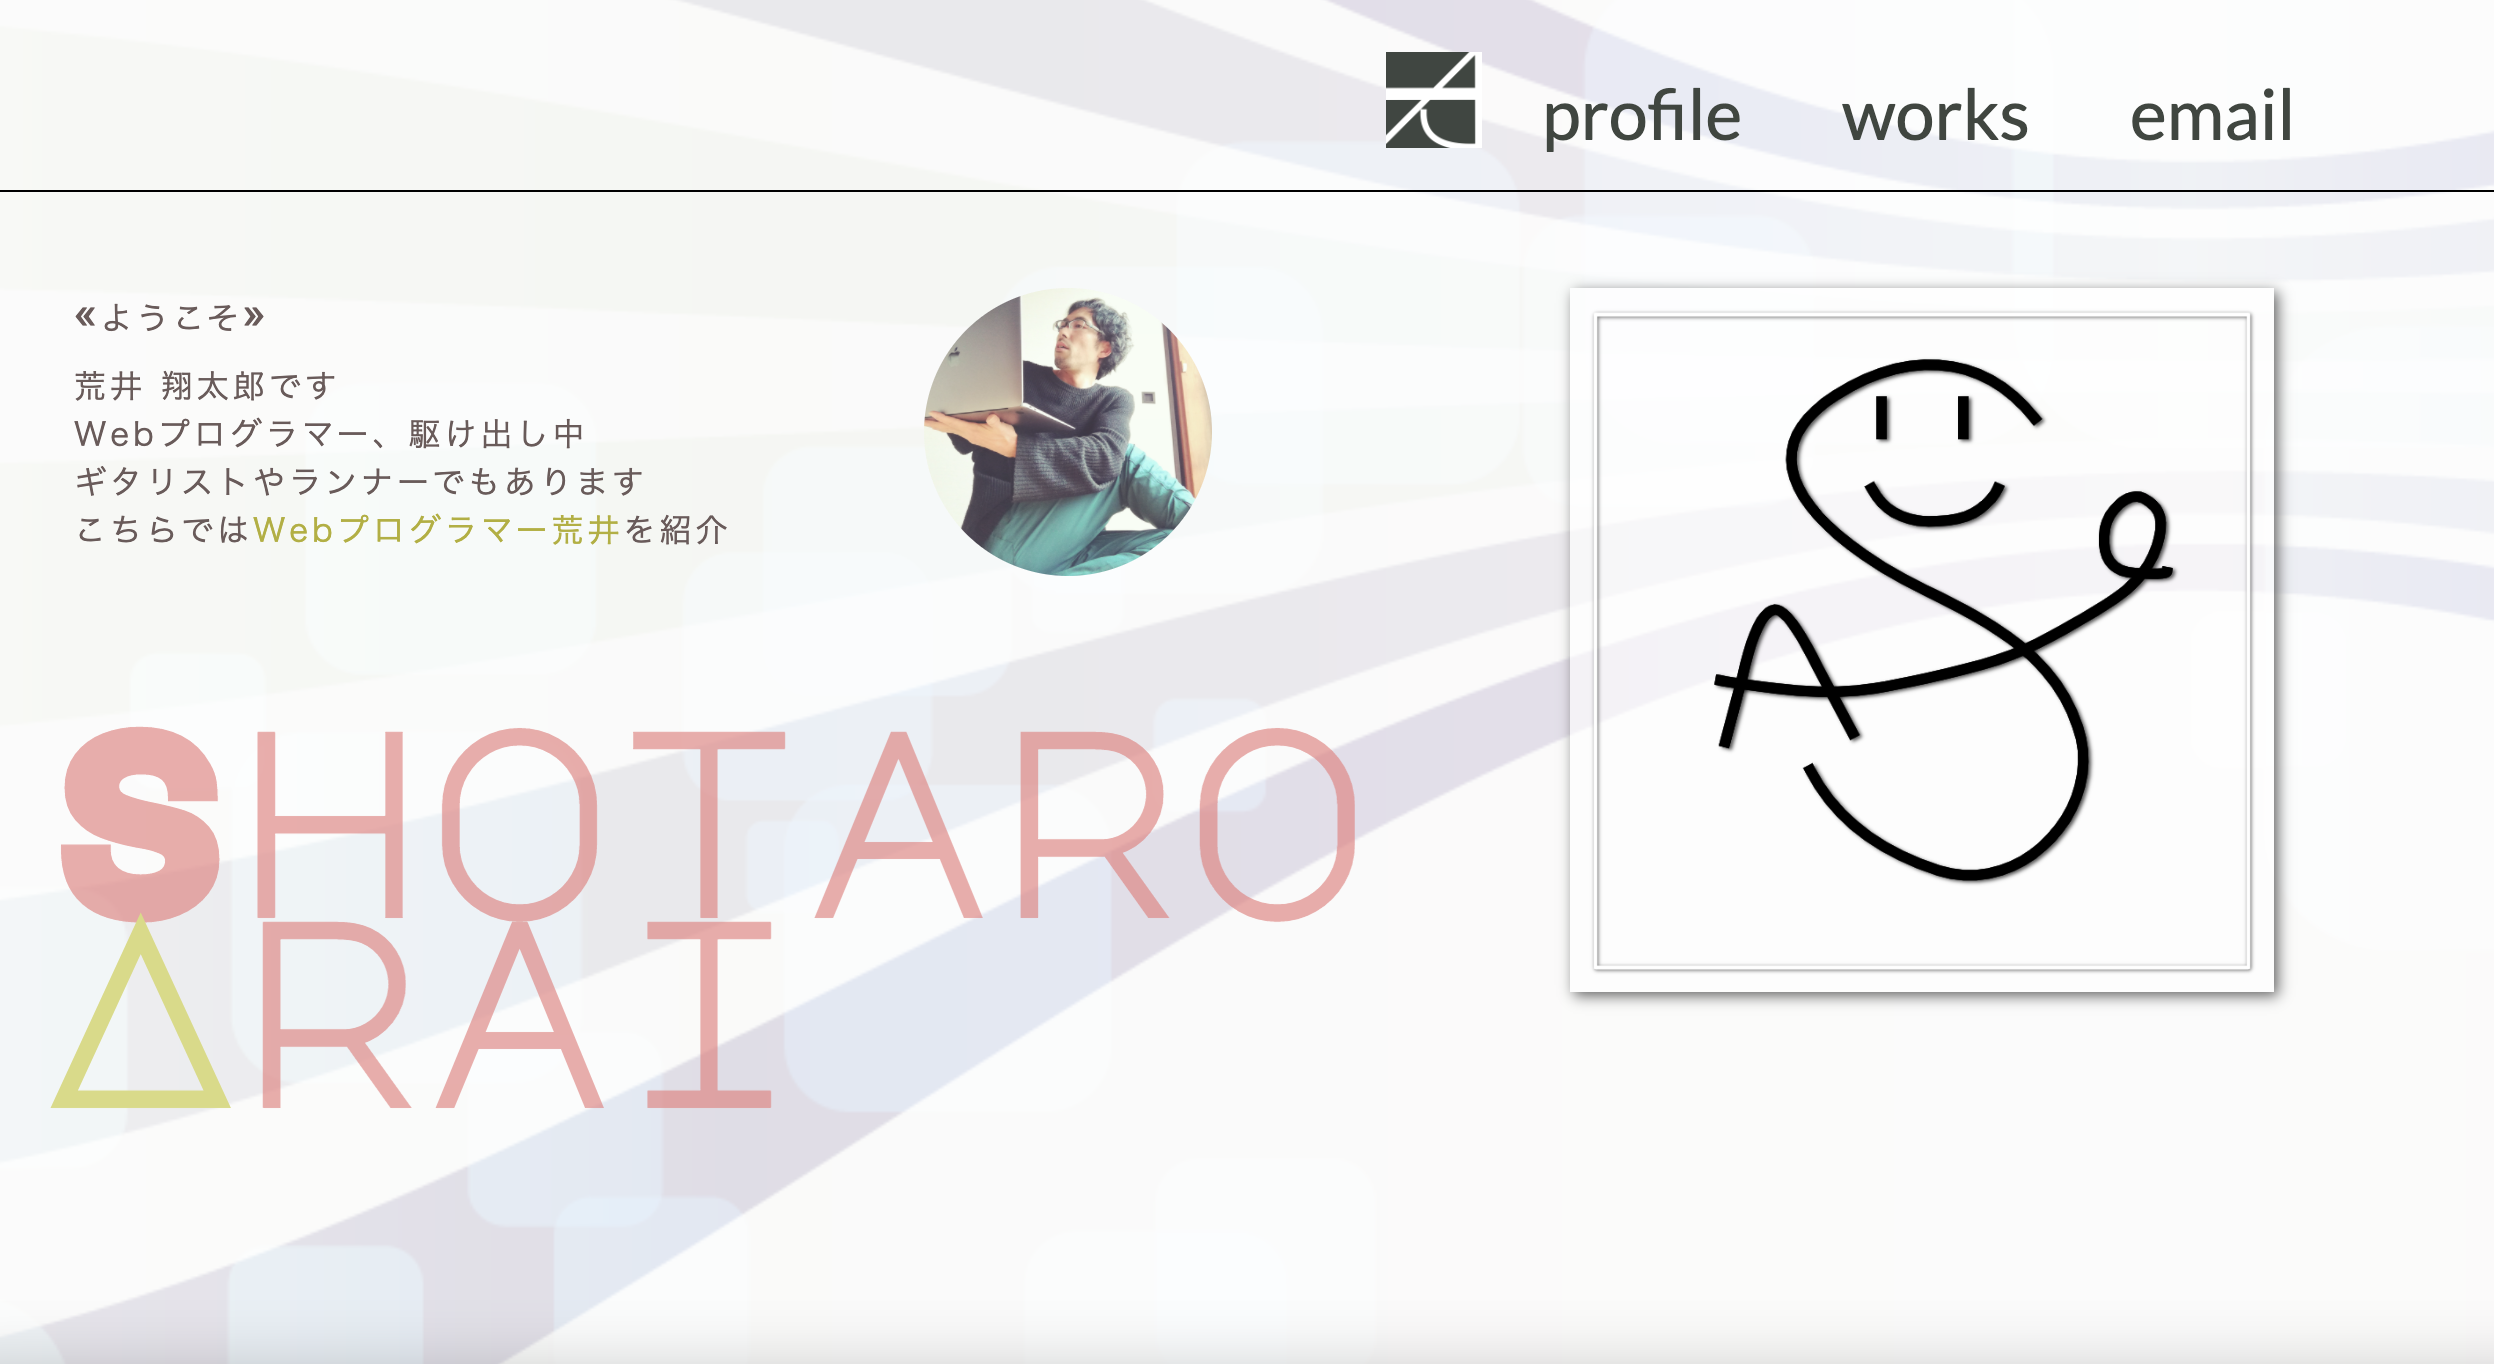 profile works email
«ようこそ»
荒井 翔太郎です
Webプログラマー、駆け出し中
ギタリストやランナーでもあります
こちらではWebプログラマー荒井を紹介
SHOTARO
ARAI